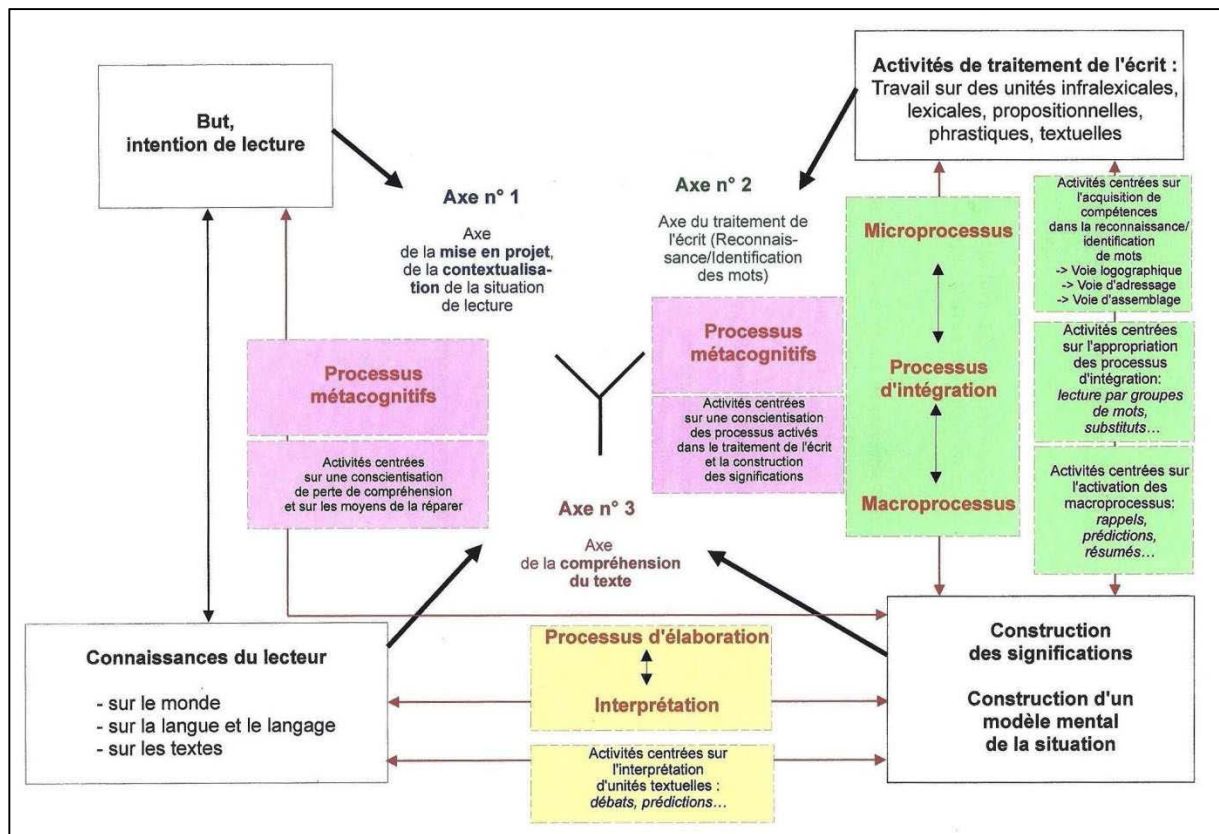 But,
intention de lecture
Activités de traitement de l'écrit :
Travail sur des unités infralexicales,
lexicales, propositionnelles,
phrastiques, textuelles
Axe n° 1
Axe
de la mise en projet,
de la contextualisa-
tion de la situation
de lecture
Axe n° 2
Axe du traitement de
l'écrit (Reconnais-
sance/Identification
des mots)
Processus
métacognitifs
Activités centrées
sur une conscientisation
de perte de compréhension
et sur les moyens de la réparer
Processus
métacognitifs
Activités centrées
sur une conscientisation
des processus activés
dans le traitement de l'écrit
et la construction
des significations
Microprocessus
Processus
d'intégration
Macroprocessus
Activités centrées sur
l'acquisition de
compétences
dans la reconnaissance/
identification
de mots
-> Voie logographique
-> Voie d'adressage
-> Voie d'assemblage
Activités centrées
sur l'appropriation
des processus
d'intégration:
lecture par groupes
de mots,
substituts...
Activités centrées sur
l'activation des
macroprocessus:
rappels,
prédictions,
résumés...
Axe n° 3
Axe
de la compréhension
du texte
Connaissances du lecteur
- sur le monde
- sur la langue et le langage
- sur les textes
Processus d'élaboration
Interprétation
Activités centrées sur
l'interprétation
d'unités textuelles :
débats, prédictions...
Construction
des significations
Construction d'un
modèle mental
de la situation